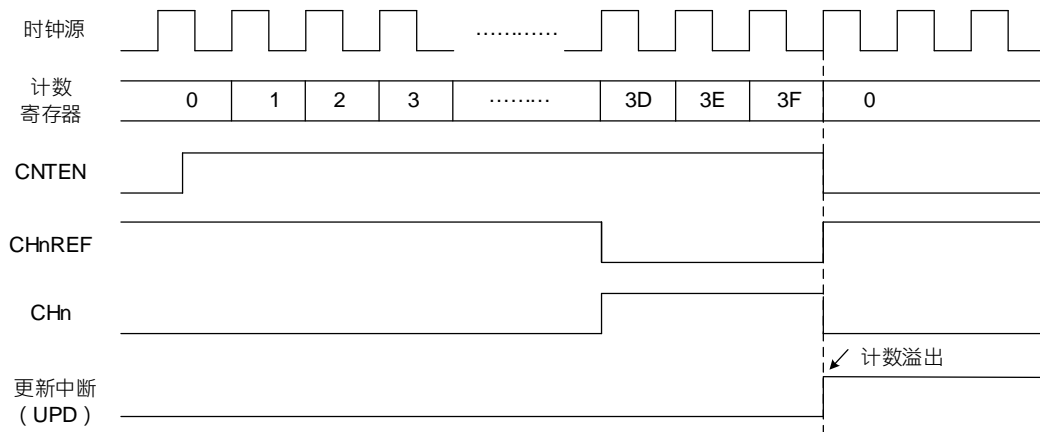 时钟源
…………
计数
寄存器
0 1 2 3 ……… 3D 3E 3F 0
CNTEN
CHnREF
CHn
计数溢出
更新中断
（UPD）